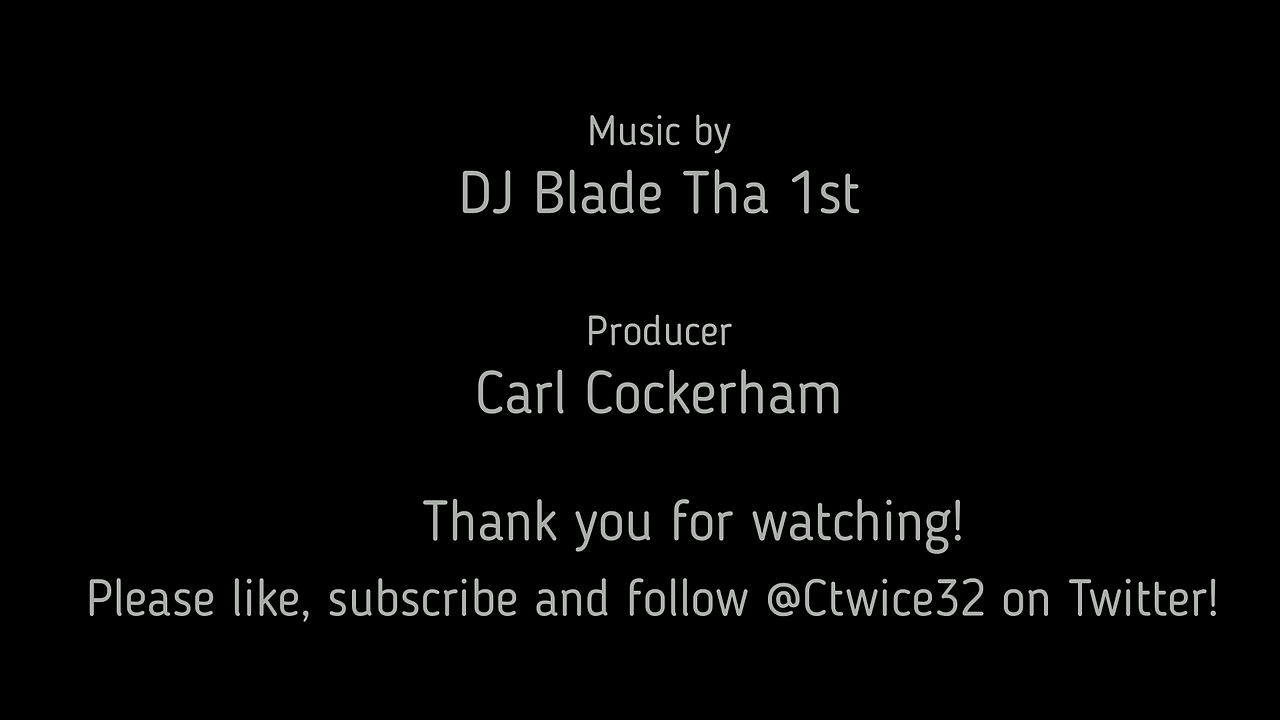 Music by
DJ Blade Tha 1st
Producer
Carl Cockerham
Thank you for watching!
Please like, subscribe and follow @Ctwice32 on Twitter!